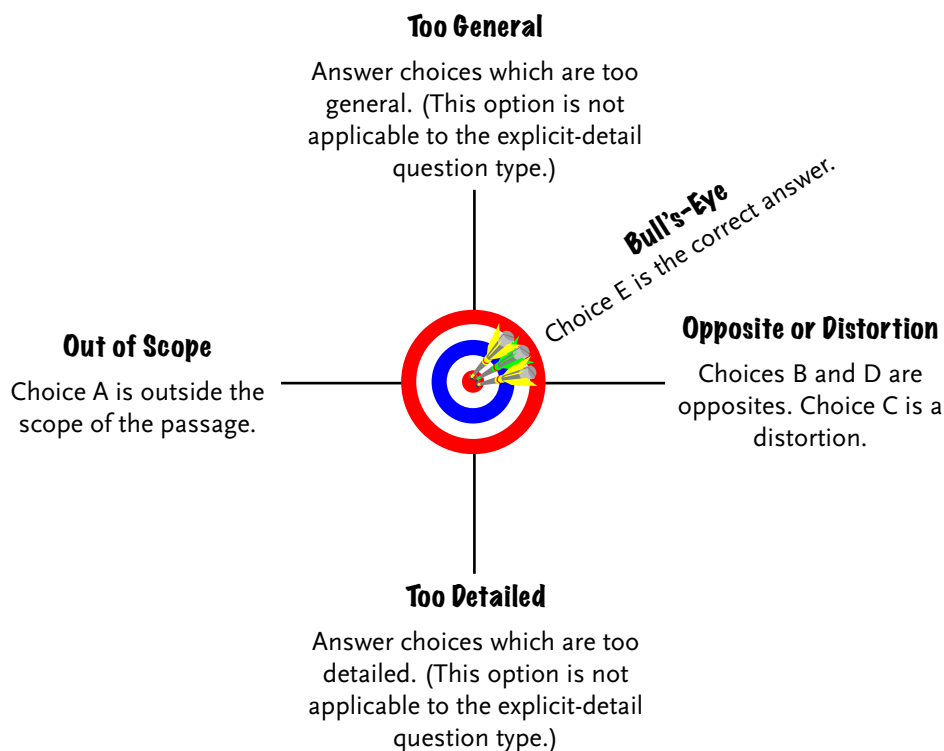 Too General
Answer choices which are too
general. (This option is not
applicable to the explicit-detail
question type.)
Bull's-Eye
Choice E is the correct answer.
Out of Scope
Choice A is outside the
scope of the passage.
Opposite or Distortion
Choices B and D are
opposites. Choice C is a
distortion.
Too Detailed
Answer choices which are too
detailed. (This option is not
applicable to the explicit-detail
question type.)